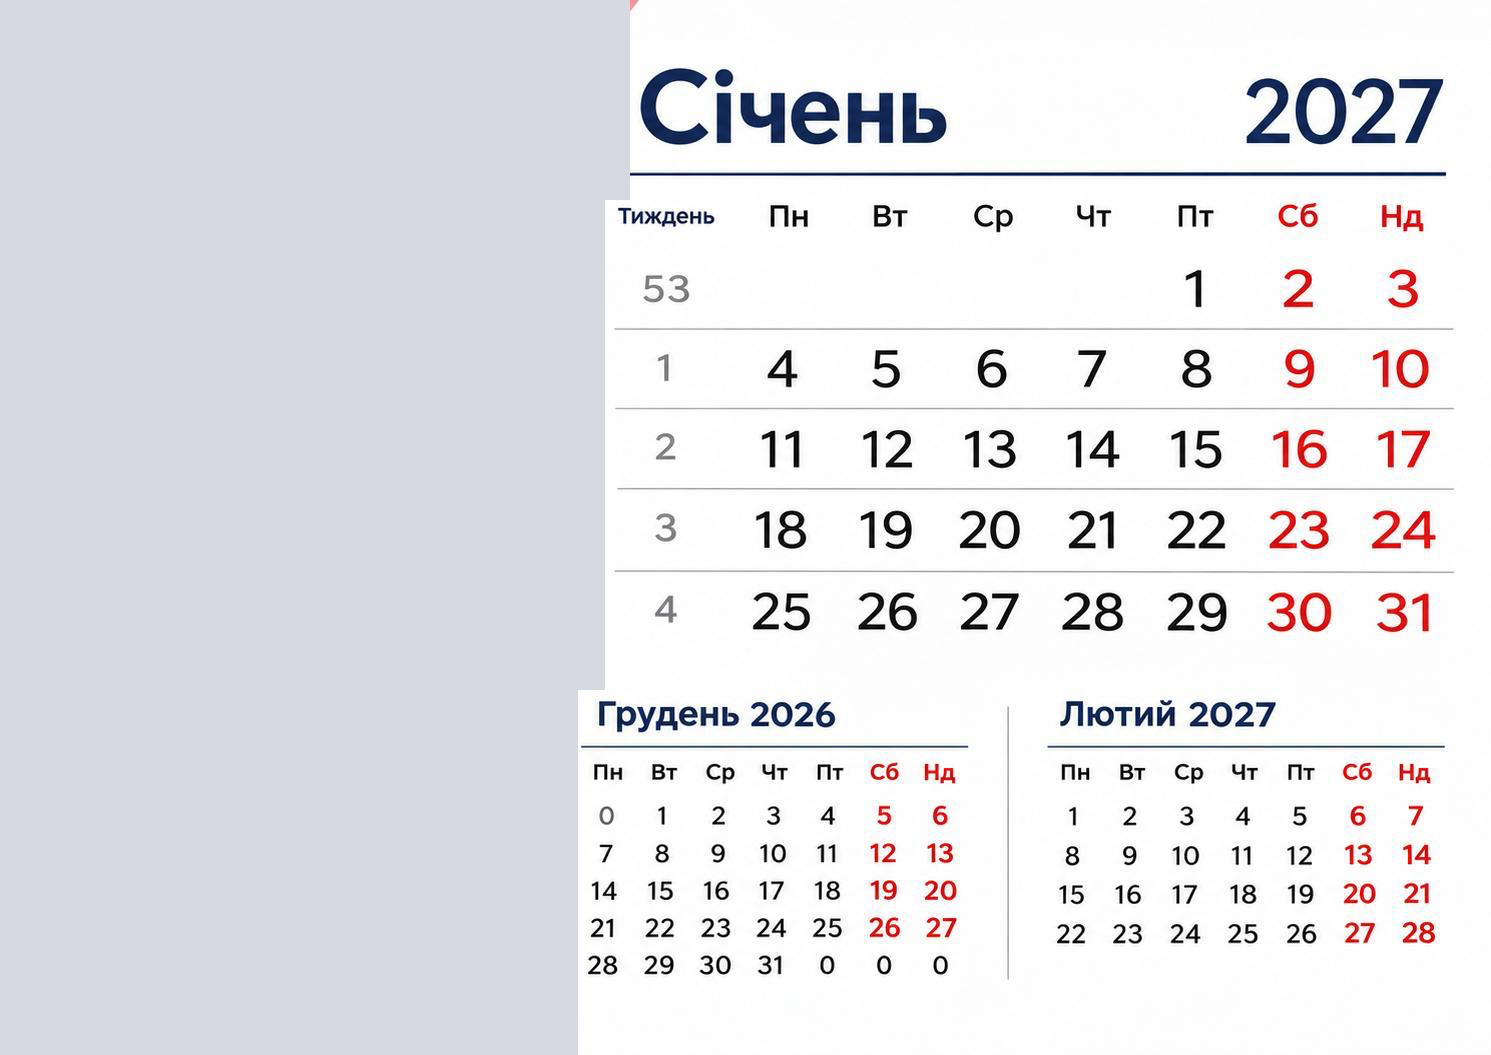 Січень 2027
Тиждень Пн Вт Ср Чт Пт Сб Нд
53 1 2 3
1 4 5 6 7 8 9 10
2 11 12 13 14 15 16 17
3 18 19 20 21 22 23 24
4 25 26 27 28 29 30 31
Грудень 2026
Пн Вт Ср Чт Пт Сб Нд
0 1 2 3 4 5 6
7 8 9 10 11 12 13
14 15 16 17 18 19 20
21 22 23 24 25 26 27
28 29 30 31 0 0 0
Лютий 2027
Пн Вт Ср Чт Пт Сб Нд
1 2 3 4 5 6 7
8 9 10 11 12 13 14
15 16 17 18 19 20 21
22 23 24 25 26 27 28